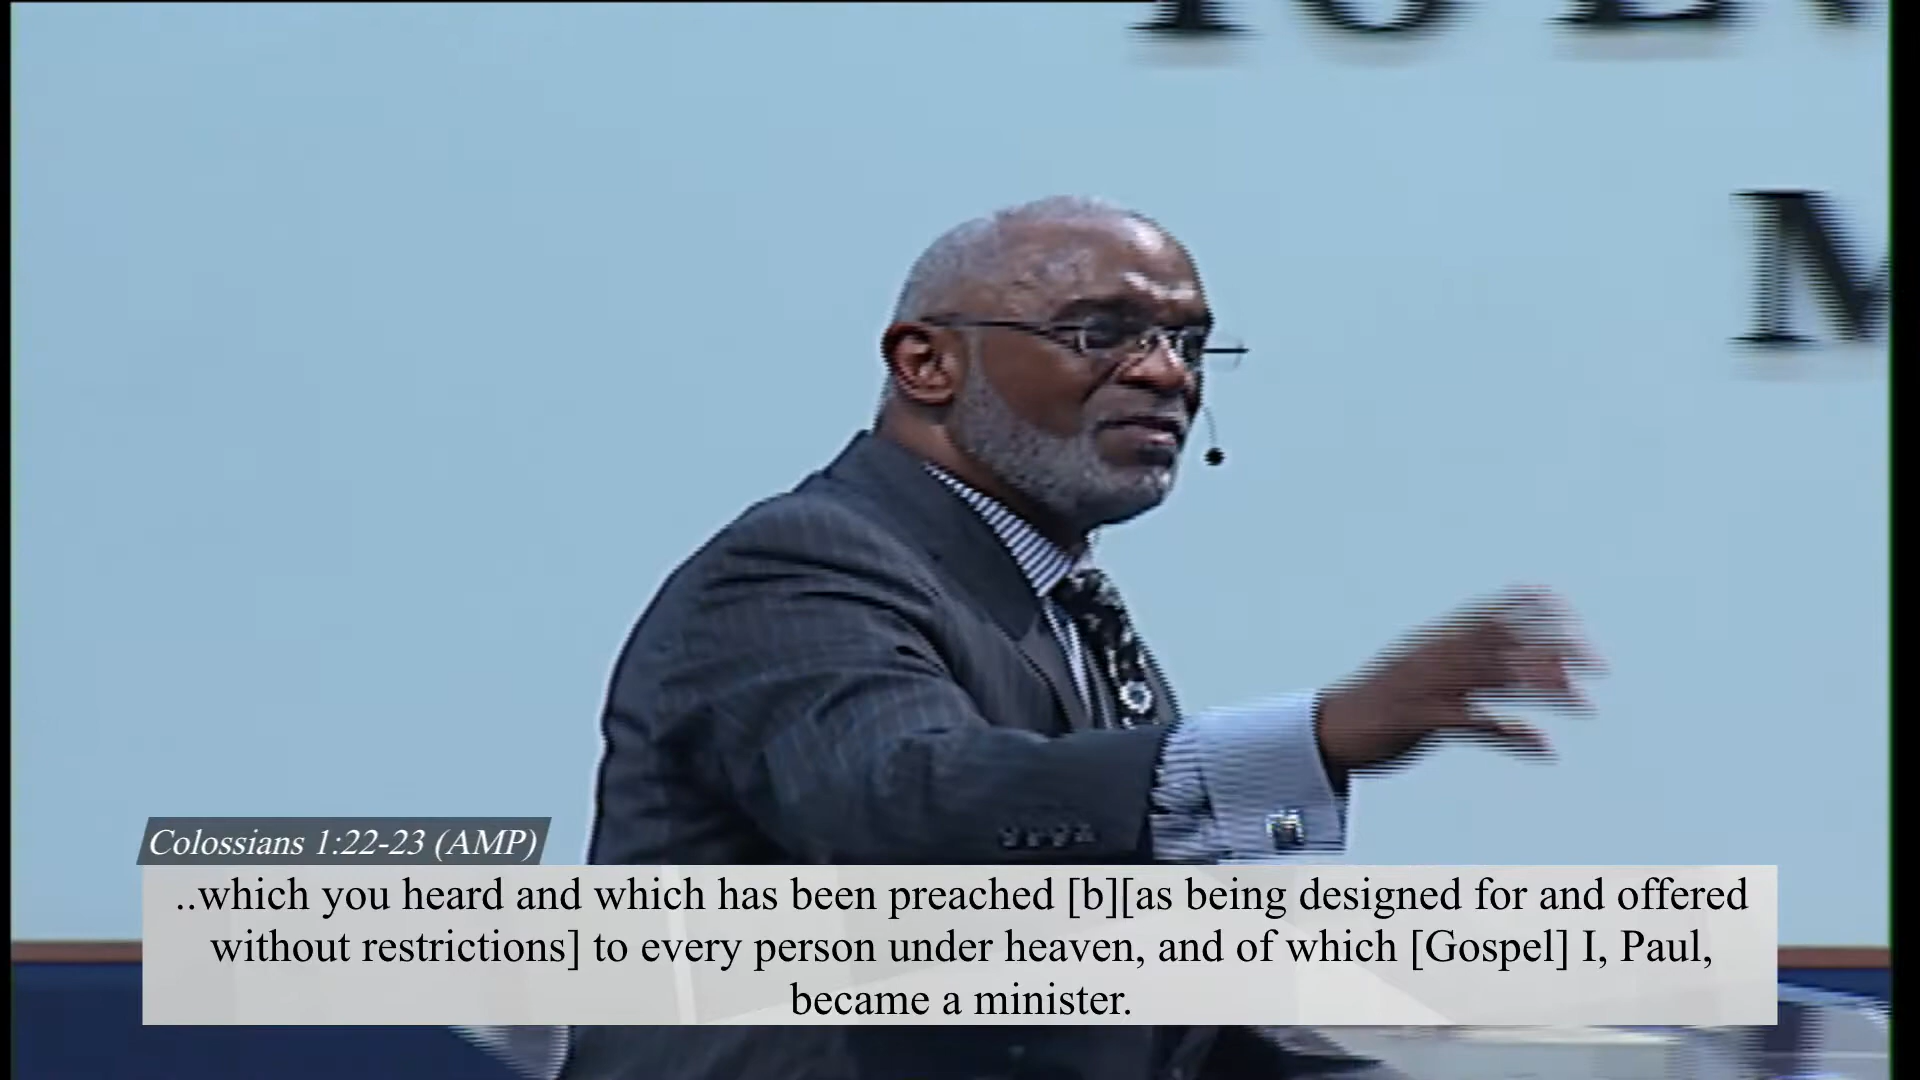 M
Colossians 1:22-23 (AMP)
..which you heard and which has been preached [b][as being designed for and offered
without restrictions] to every person under heaven, and of which [Gospel] I, Paul,
became a minister.